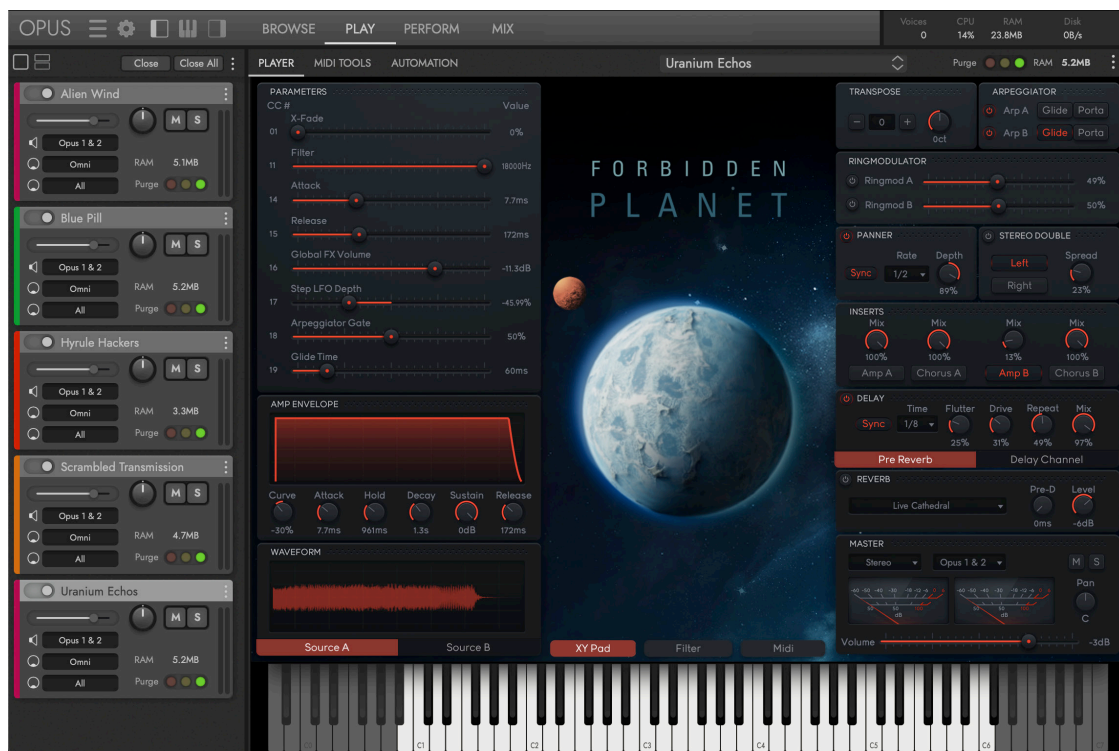 OPUS
BROWSE PLAY PERFORM MIX
Voices CPU RAM Disk
0 14% 23.8MB 0B/s
Close Close All
Alien Wind
M S
Opus 1 & 2
Omni RAM 5.1MB
All Purge
Blue Pill
M S
Opus 1 & 2
Omni RAM 5.2MB
All Purge
Hyrule Hackers
M S
Opus 1 & 2
Omni RAM 3.3MB
All Purge
Scrambled Transmission
M S
Opus 1 & 2
Omni RAM 4.7MB
All Purge
Uranium Echos
M S
Opus 1 & 2
Omni RAM 5.2MB
All Purge
PLAYER MIDI TOOLS AUTOMATION Uranium Echos Purge RAM 5.2MB
PARAMETERS
CC # Value
X-Fade
01 0%
Filter
11 18000Hz
Attack
14 7.7ms
Release
15 172ms
Global FX Volume
16 -11.3dB
Step LFO Depth
17 -45.99%
Arpeggiator Gate
18 50%
Glide Time
19 60ms
AMP ENVELOPE
Curve Attack Hold Decay Sustain Release
-30% 7.7ms 961ms 1.3s 0dB 172ms
WAVEFORM
Source A Source B
FORBIDDEN
PLANET
XY Pad Filter Midi
TRANSPOSE
− 0 +
0ct
ARPEGGIATOR
Arp A Glide Porta
Arp B Glide Porta
RINGMODULATOR
Ringmod A 49%
Ringmod B 50%
PANNER
Rate Depth
Sync 1/2
89%
STEREO DOUBLE
Left Spread
Right 23%
INSERTS
Mix Mix Mix Mix
100% 100% 13% 100%
Amp A Chorus A Amp B Chorus B
DELAY
Time Flutter Drive Repeat Mix
Sync 1/8
25% 31% 49% 97%
Pre Reverb Delay Channel
REVERB
Pre-D Level
Live Cathedral
0ms -6dB
MASTER
Stereo Opus 1 & 2 M S
Pan
C
Volume -3dB
C1 C2 C3 C4 C5 C6